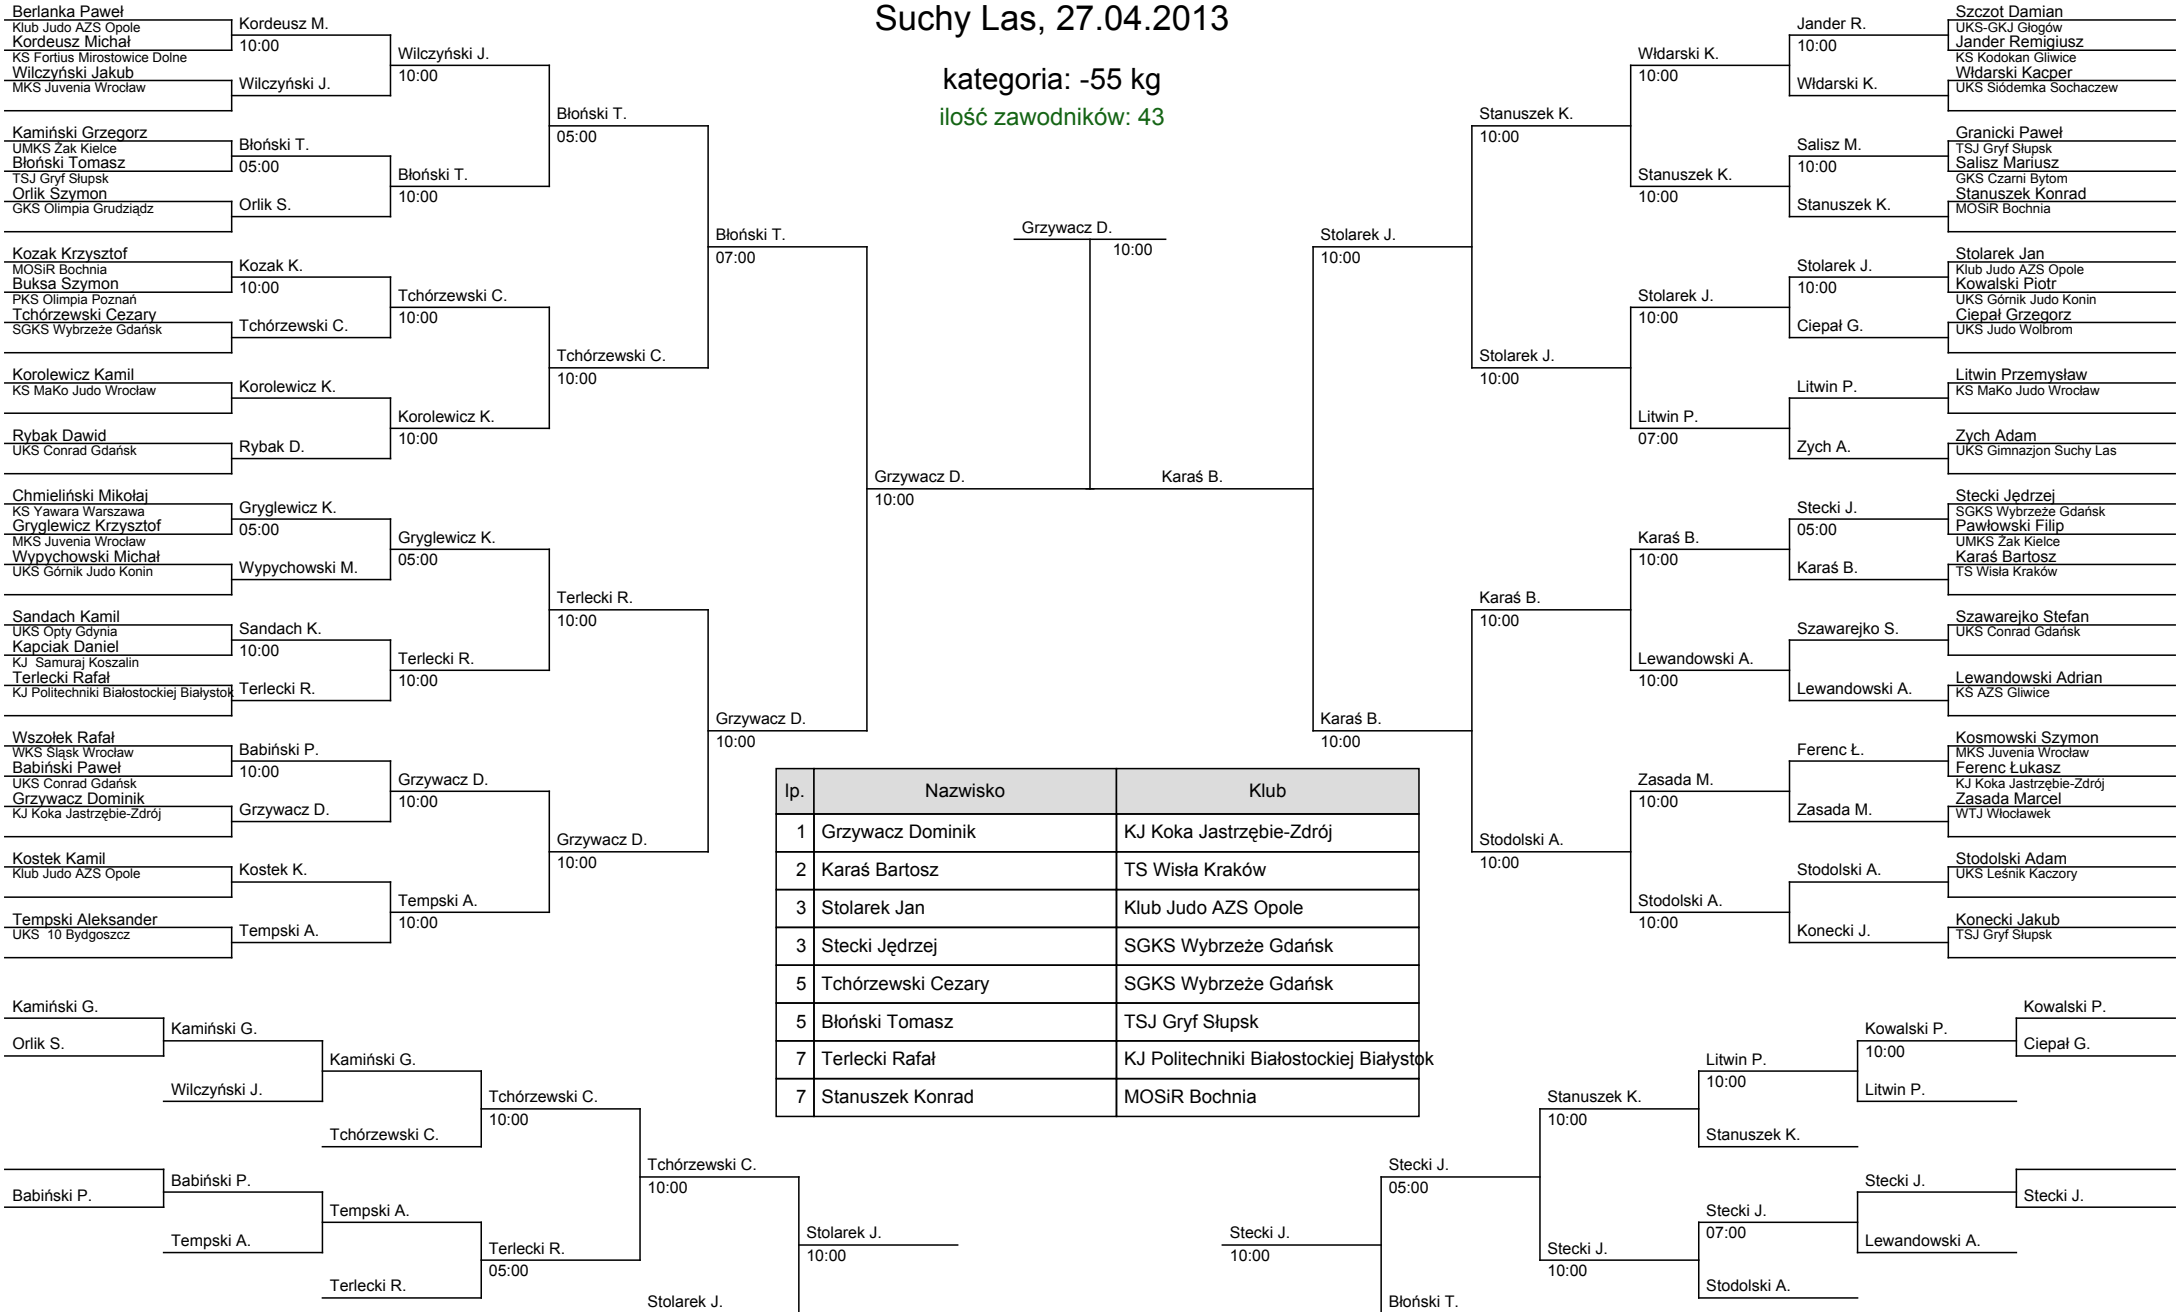 Suchy Las, 27.04.2013
kategoria: -55 kg
ilość zawodników: 43
Berlanka Paweł
Klub Judo AZS Opole
Kordeusz Michał
KS Fortius Mirostowice Dolne
Wilczyński Jakub
MKS Juvenia Wrocław
Kamiński Grzegorz
UMKS Żak Kielce
Błoński Tomasz
TSJ Gryf Słupsk
Orlik Szymon
GKS Olimpia Grudziądz
Kozak Krzysztof
MOSiR Bochnia
Buksa Szymon
PKS Olimpia Poznań
Tchórzewski Cezary
SGKS Wybrzeże Gdańsk
Korolewicz Kamil
KS MaKo Judo Wrocław
Rybak Dawid
UKS Conrad Gdańsk
Chmieliński Mikołaj
KS Yawara Warszawa
Gryglewicz Krzysztof
MKS Juvenia Wrocław
Wypychowski Michał
UKS Górnik Judo Konin
Sandach Kamil
UKS Opty Gdynia
Kapciak Daniel
KJ Samuraj Koszalin
Terlecki Rafał
KJ Politechniki Białostockiej Białystok
Wszołek Rafał
WKS Śląsk Wrocław
Babiński Paweł
UKS Conrad Gdańsk
Grzywacz Dominik
KJ Koka Jastrzębie-Zdrój
Kostek Kamil
Klub Judo AZS Opole
Tempski Aleksander
UKS 10 Bydgoszcz
Kordeusz M.
10:00
Wilczyński J.
Błoński T.
05:00
Orlik S.
Kozak K.
10:00
Tchórzewski C.
Korolewicz K.
Rybak D.
Gryglewicz K.
05:00
Wypychowski M.
Sandach K.
10:00
Terlecki R.
Babiński P.
10:00
Grzywacz D.
Kostek K.
Tempski A.
Wilczyński J.
10:00
Błoński T.
10:00
Tchórzewski C.
10:00
Korolewicz K.
10:00
Gryglewicz K.
05:00
Terlecki R.
10:00
Grzywacz D.
10:00
Tempski A.
10:00
Błoński T.
05:00
Tchórzewski C.
10:00
Terlecki R.
10:00
Grzywacz D.
10:00
Błoński T.
07:00
Grzywacz D.
10:00
Grzywacz D.
10:00
Grzywacz D.
10:00
Karaś B.
Stolarek J.
10:00
Karaś B.
10:00
Stanuszek K.
10:00
Stolarek J.
10:00
Karaś B.
10:00
Stodolski A.
10:00
Włdarski K.
10:00
Stanuszek K.
10:00
Stolarek J.
10:00
Litwin P.
07:00
Karaś B.
10:00
Lewandowski A.
10:00
Zasada M.
10:00
Stodolski A.
10:00
Jander R.
10:00
Włdarski K.
Salisz M.
10:00
Stanuszek K.
Stolarek J.
10:00
Ciepał G.
Litwin P.
Zych A.
Stecki J.
05:00
Karaś B.
Szawarejko S.
Lewandowski A.
Ferenc Ł.
Zasada M.
Stodolski A.
Konecki J.
Szczot Damian
UKS-GKJ Głogów
Jander Remigiusz
KS Kodokan Gliwice
Włdarski Kacper
UKS Siódemka Sochaczew
Granicki Paweł
TSJ Gryf Słupsk
Salisz Mariusz
GKS Czarni Bytom
Stanuszek Konrad
MOSiR Bochnia
Stolarek Jan
Klub Judo AZS Opole
Kowalski Piotr
UKS Górnik Judo Konin
Ciepał Grzegorz
UKS Judo Wolbrom
Litwin Przemysław
KS MaKo Judo Wrocław
Zych Adam
UKS Gimnazjon Suchy Las
Stecki Jędrzej
SGKS Wybrzeże Gdańsk
Pawłowski Filip
UMKS Żak Kielce
Karaś Bartosz
TS Wisła Kraków
Szawarejko Stefan
UKS Conrad Gdańsk
Lewandowski Adrian
KS AZS Gliwice
Kosmowski Szymon
MKS Juvenia Wrocław
Ferenc Łukasz
KJ Koka Jastrzębie-Zdrój
Zasada Marcel
WTJ Włocławek
Stodolski Adam
UKS Leśnik Kaczory
Konecki Jakub
TSJ Gryf Słupsk
lp. Nazwisko Klub
1 Grzywacz Dominik KJ Koka Jastrzębie-Zdrój
2 Karaś Bartosz TS Wisła Kraków
3 Stolarek Jan Klub Judo AZS Opole
3 Stecki Jędrzej SGKS Wybrzeże Gdańsk
5 Tchórzewski Cezary SGKS Wybrzeże Gdańsk
5 Błoński Tomasz TSJ Gryf Słupsk
7 Terlecki Rafał KJ Politechniki Białostockiej Białystok
7 Stanuszek Konrad MOSiR Bochnia
Kamiński G.
Orlik S.
Babiński P.
Kamiński G.
Wilczyński J.
Babiński P.
Tempski A.
Kamiński G.
Tchórzewski C.
Tempski A.
Terlecki R.
Tchórzewski C.
10:00
Terlecki R.
05:00
Tchórzewski C.
10:00
Stolarek J.
Stolarek J.
10:00
Stecki J.
10:00
Stecki J.
05:00
Błoński T.
Stanuszek K.
10:00
Stecki J.
10:00
Litwin P.
10:00
Stanuszek K.
Stecki J.
07:00
Stodolski A.
Kowalski P.
10:00
Litwin P.
Stecki J.
Lewandowski A.
Kowalski P.
Ciepał G.
Stecki J.